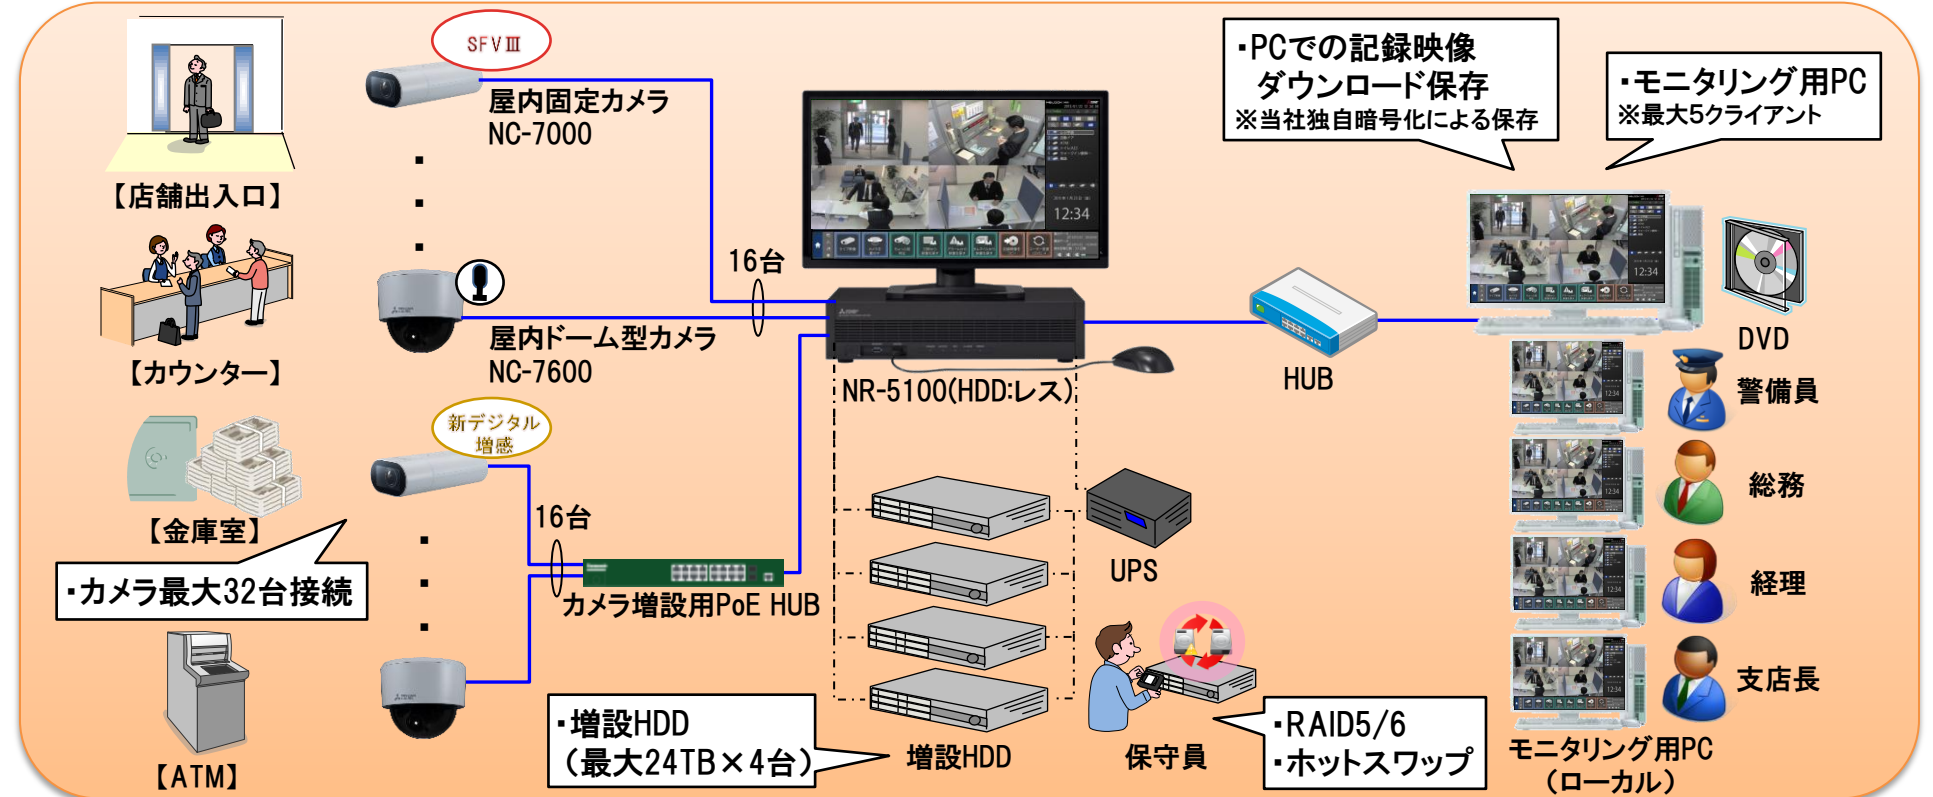 SFVⅢ
屋内固定カメラ
NC-7000
【店舗出入口】
【カウンター】
屋内ドーム型カメラ
NC-7600
16台
12:34
NR-5100(HDD:レス)
・PCでの記録映像
ダウンロード保存
※当社独自暗号化による保存
・モニタリング用PC
※最大5クライアント
HUB
12:34
DVD
警備員
総務
経理
支店長
モニタリング用PC
(ローカル)
新デジタル
増感
【金庫室】
・カメラ最大32台接続
16台
カメラ増設用PoE HUB
【ATM】
UPS
・増設HDD
(最大24TB×4台)
増設HDD
保守員
・RAID5/6
・ホットスワップ